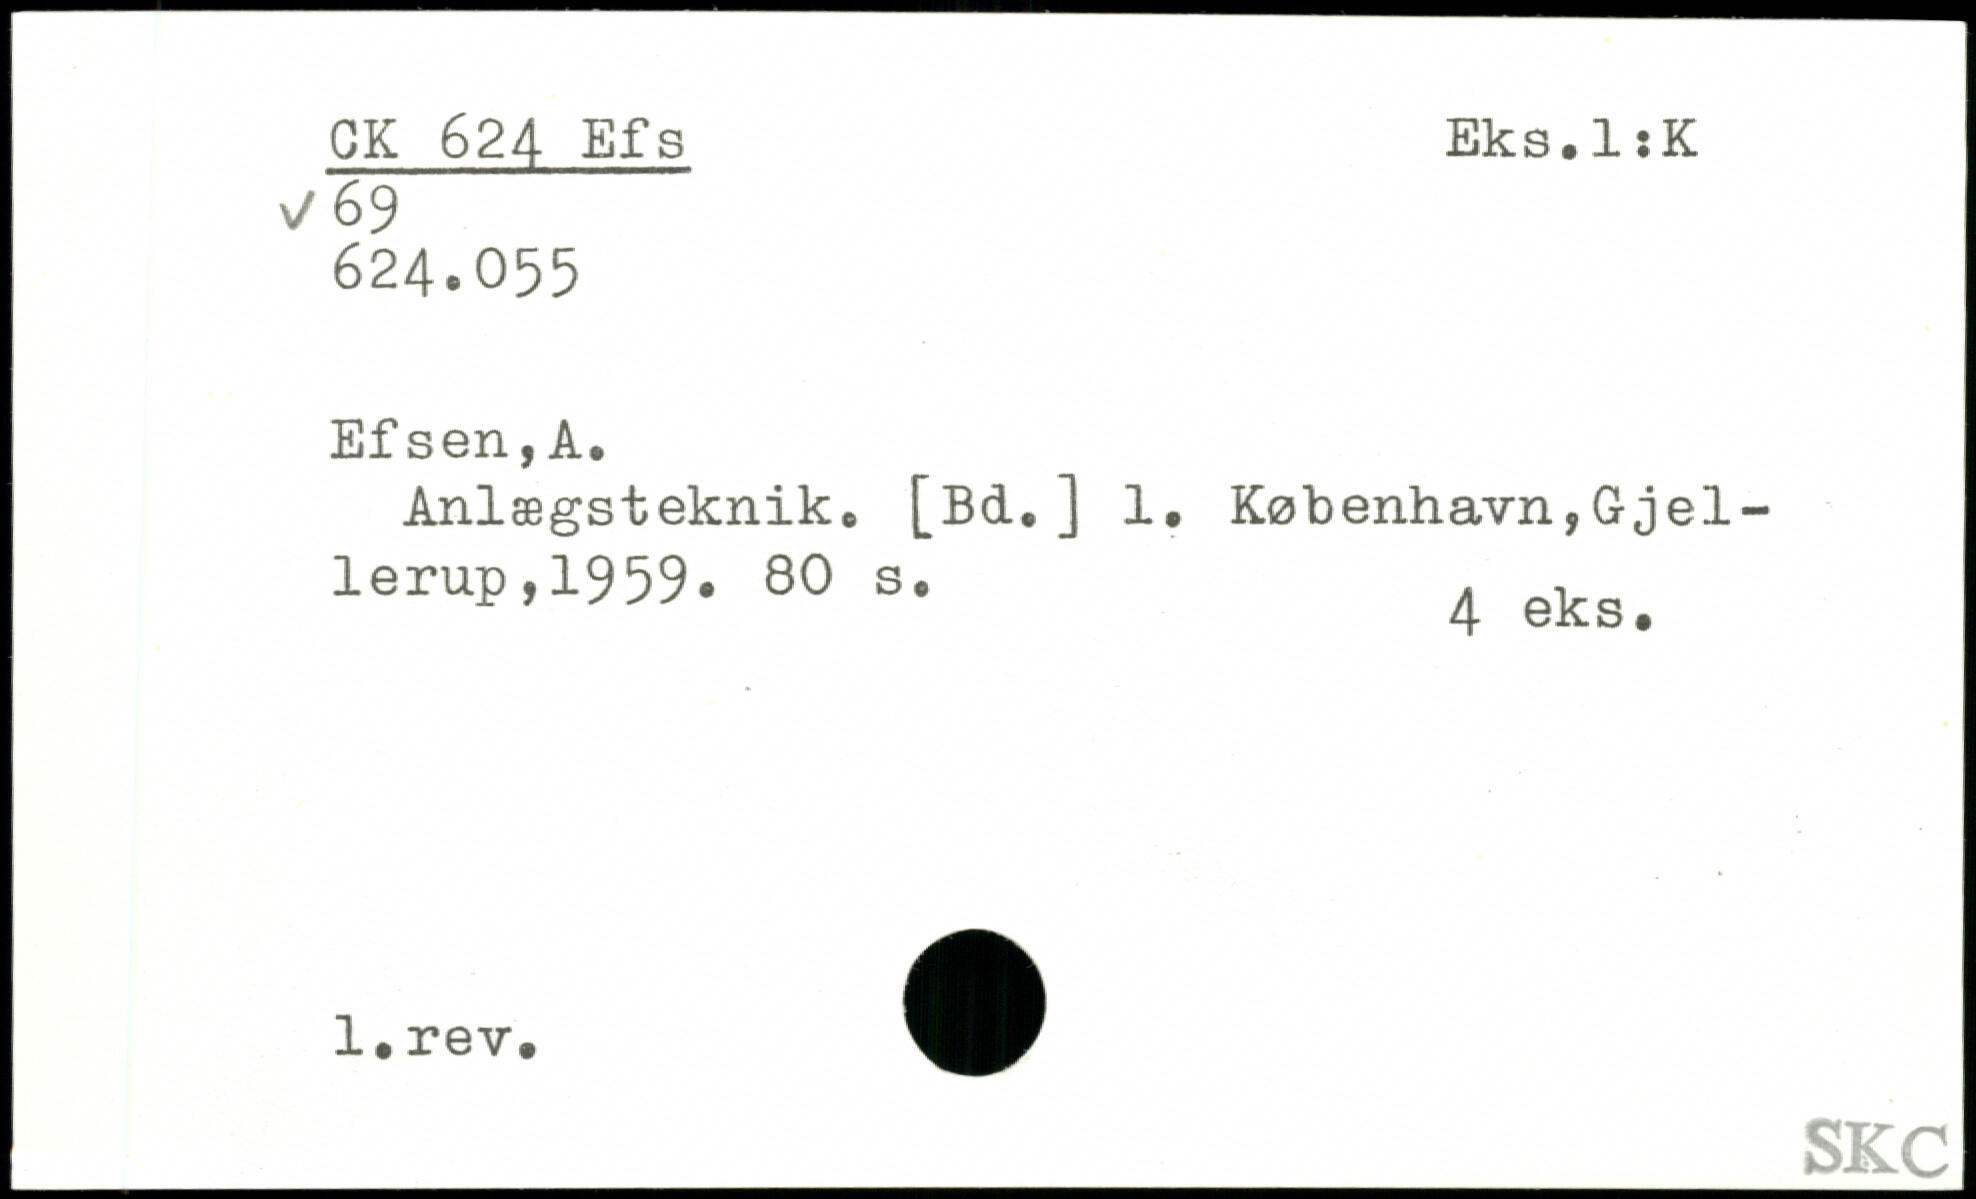 CK 624 Efs Eks.1:K
✓ 69
624.055
Efsen,A.
Anlægsteknik. [Bd.] 1. København,Gjel-
lerup,1959. 80 s.
4 eks.
1.rev.
SKC